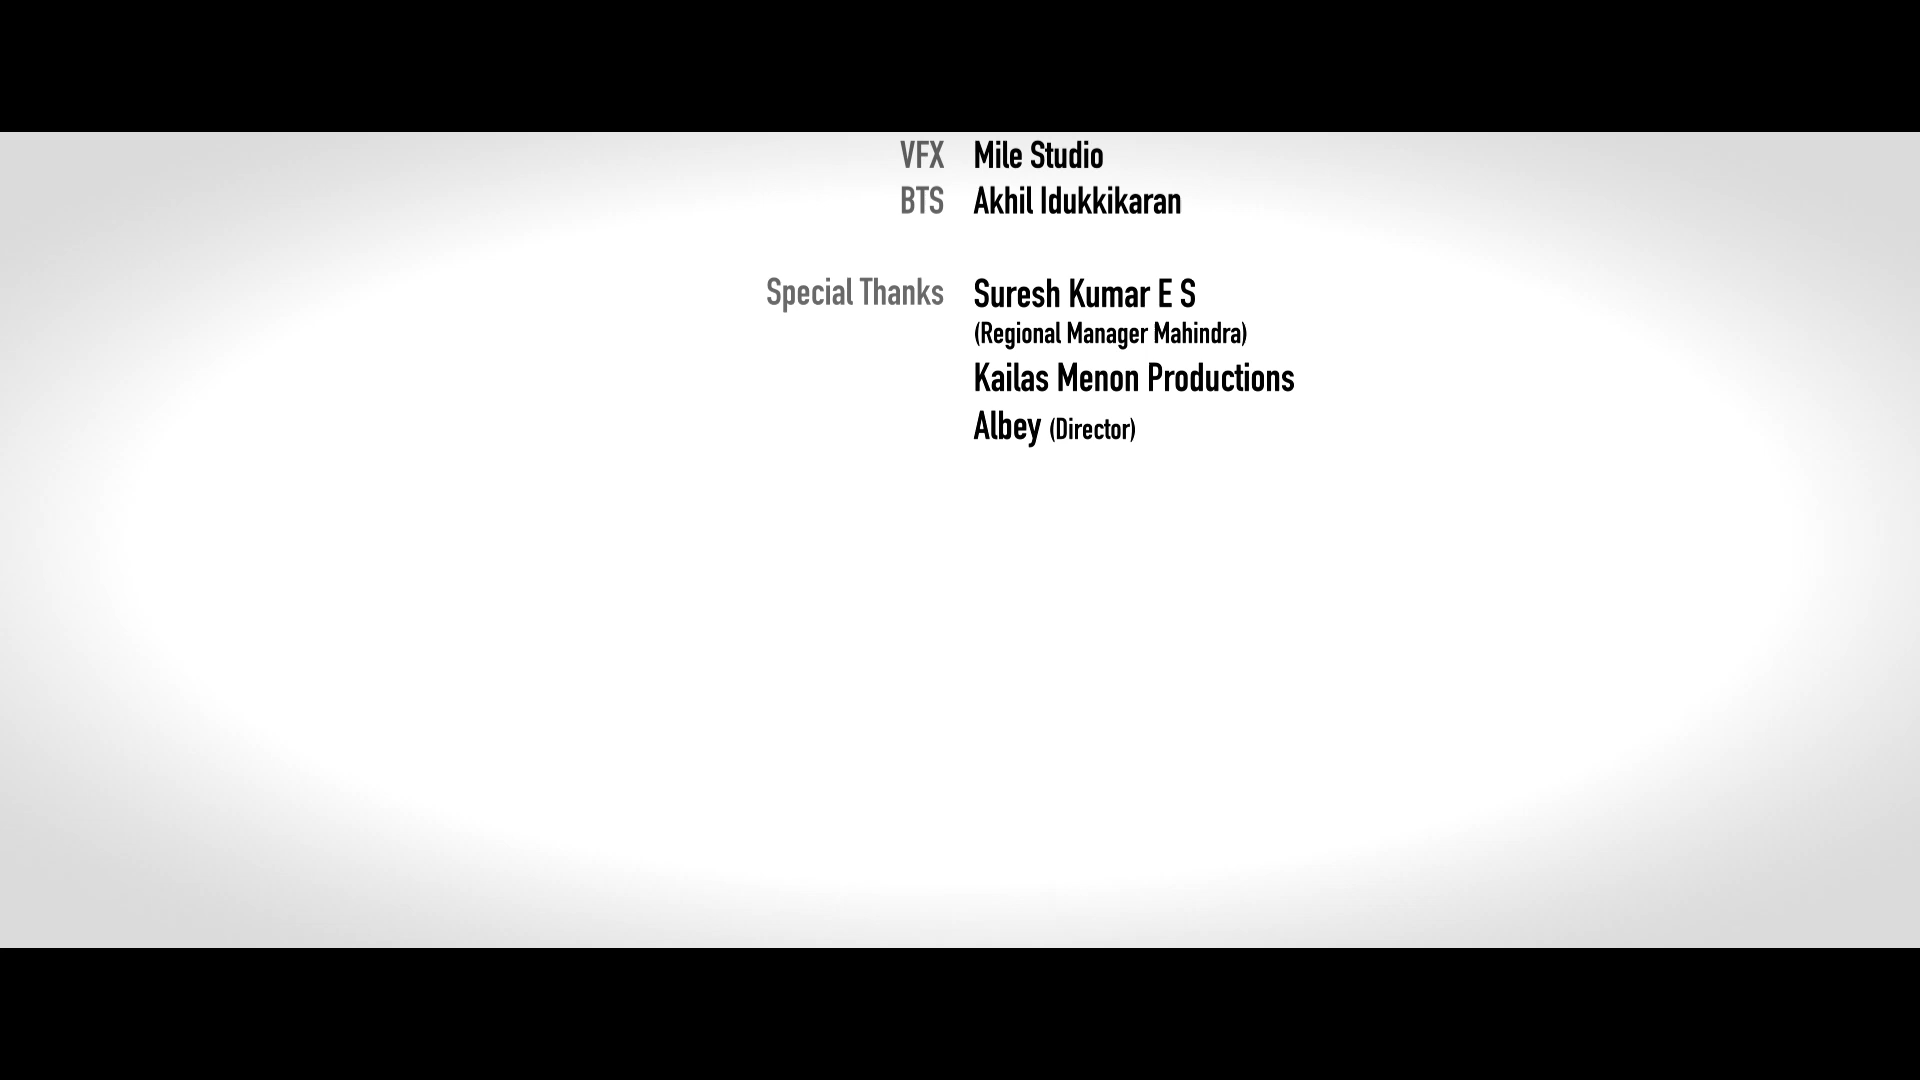 VFX Mile Studio
BTS Akhil Idukkikaran
Special Thanks Suresh Kumar E S
(Regional Manager Mahindra)
Kailas Menon Productions
Albey (Director)